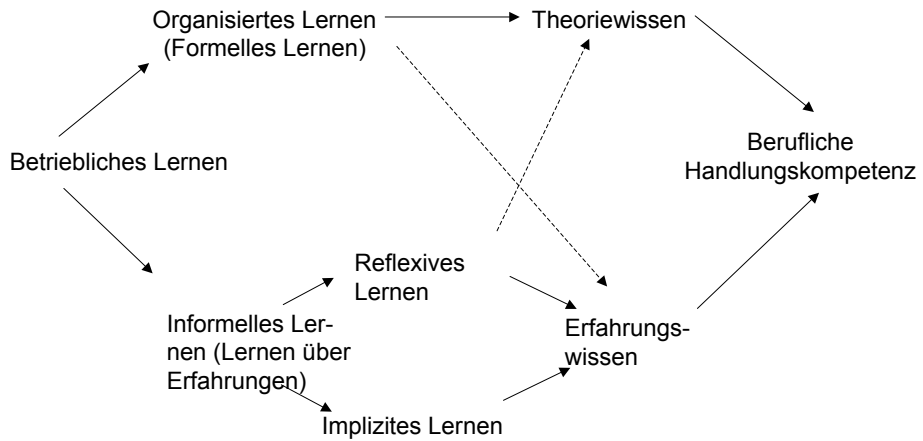 Organisiertes Lernen
(Formelles Lernen)
Theoriewissen
Betriebliches Lernen
Berufliche
Handlungskompetenz
Reflexives
Lernen
Informelles Ler-
nen (Lernen über
Erfahrungen)
Erfahrungs-
wissen
Implizites Lernen